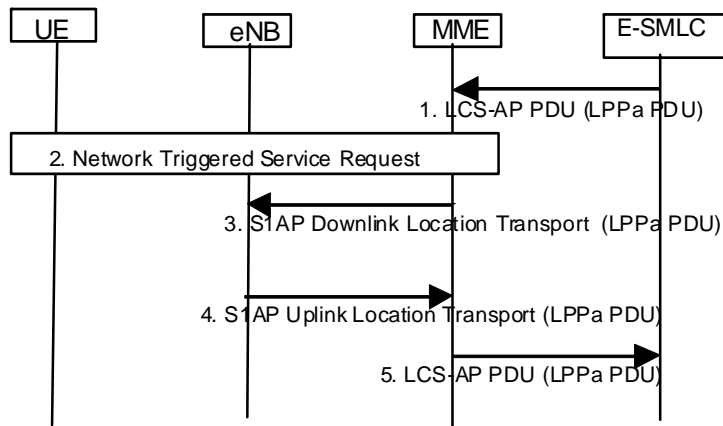 UE eNB MME E-SMLC
1. LCS-AP PDU (LPPa PDU)
2. Network Triggered Service Request
3. S1AP Downlink Location Transport (LPPa PDU)
4. S1AP Uplink Location Transport (LPPa PDU)
5. LCS-AP PDU (LPPa PDU)